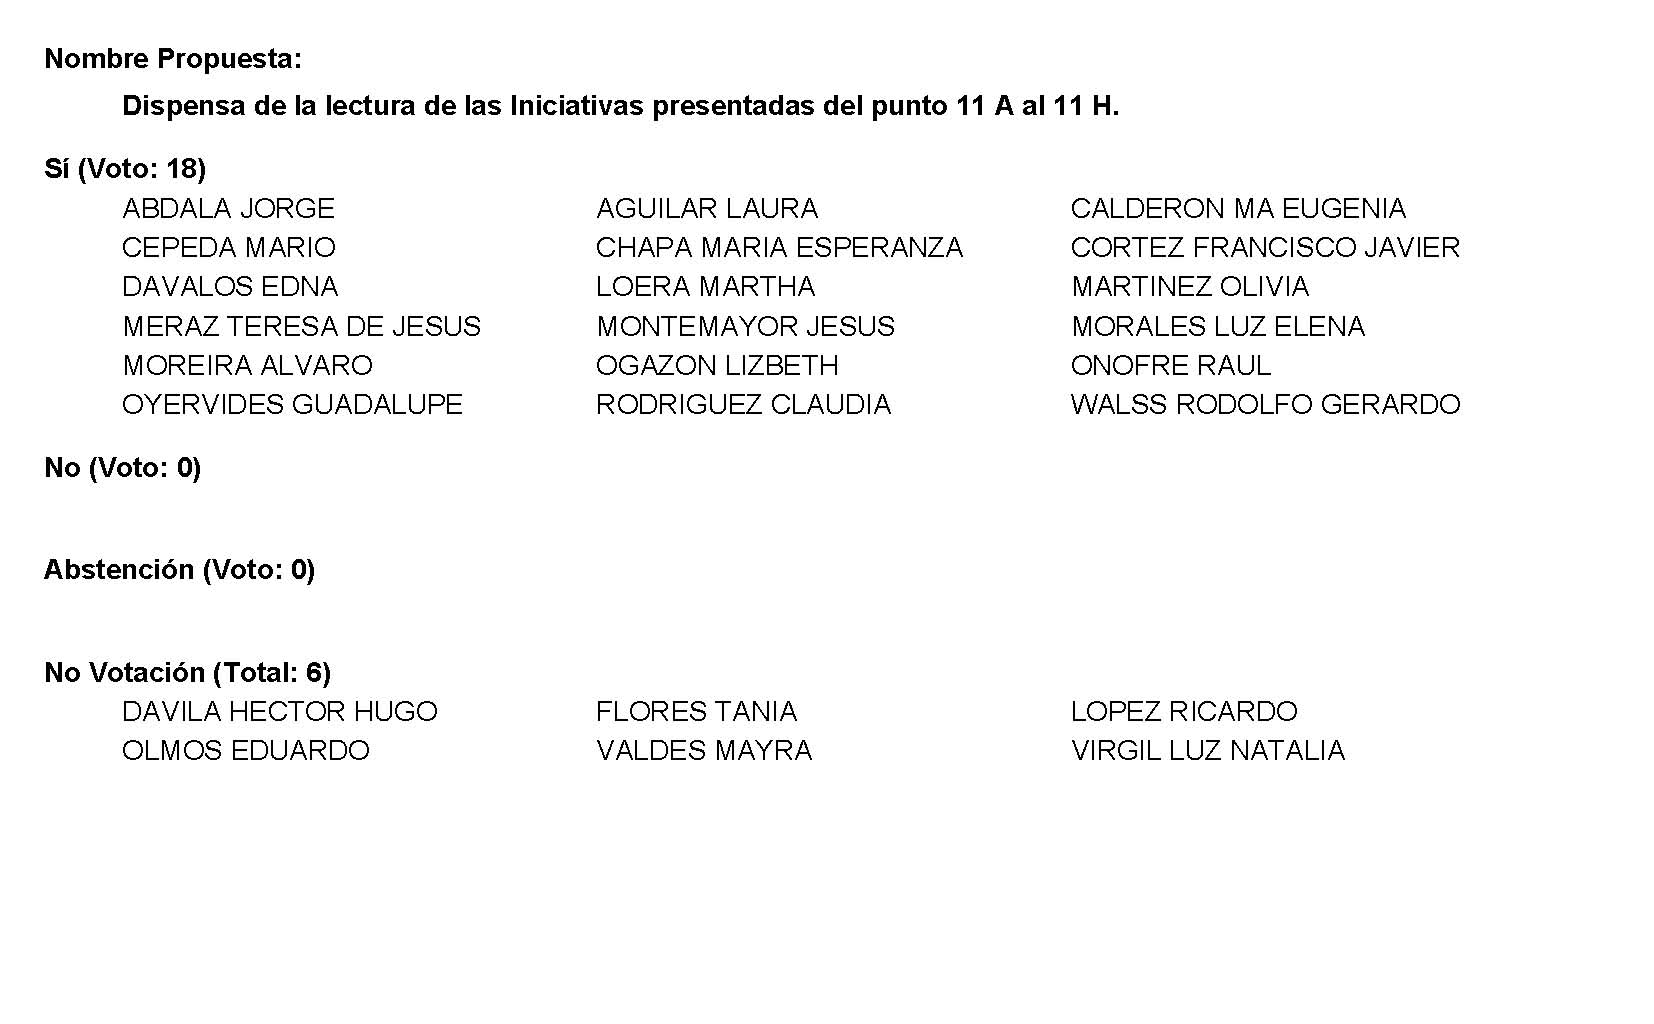 Nombre Propuesta:
Dispensa de la lectura de las Iniciativas presentadas del punto 11 A al 11 H.
Sí (Voto: 18)
ABDALA JORGE AGUILAR LAURA CALDERON MA EUGENIA
CEPEDA MARIO CHAPA MARIA ESPERANZA CORTEZ FRANCISCO JAVIER
DAVALOS EDNA LOERA MARTHA MARTINEZ OLIVIA
MERAZ TERESA DE JESUS MONTEMAYOR JESUS MORALES LUZ ELENA
MOREIRA ALVARO OGAZON LIZBETH ONOFRE RAUL
OYERVIDES GUADALUPE RODRIGUEZ CLAUDIA WALSS RODOLFO GERARDO
No (Voto: 0)
Abstención (Voto: 0)
No Votación (Total: 6)
DAVILA HECTOR HUGO FLORES TANIA LOPEZ RICARDO
OLMOS EDUARDO VALDES MAYRA VIRGIL LUZ NATALIA